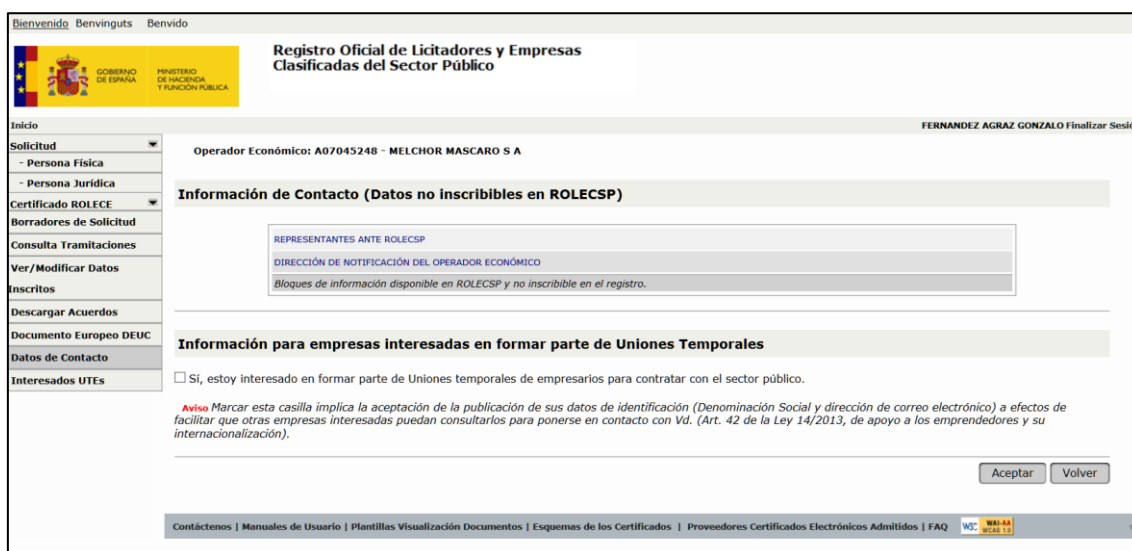 Bienvenido Benvinguts Benvido
GOBIERNO
DE ESPAÑA
MINISTERIO
DE HACIENDA
Y FUNCIÓN PÚBLICA
Registro Oficial de Licitadores y Empresas
Clasificadas del Sector Público
Inicio
FERNANDEZ AGRAZ GONZALO Finalizar Sesió
Solicitud
- Persona Física
- Persona Jurídica
Certificado ROLECE
Borradores de Solicitud
Consulta Tramitaciones
Ver/Modificar Datos
Inscritos
Descargar Acuerdos
Documento Europeo DEUC
Datos de Contacto
Interesados UTEs
Operador Económico: A07045248 - MELCHOR MASCARO S A
Información de Contacto (Datos no inscribibles en ROLECSP)
REPRESENTANTES ANTE ROLECSP
DIRECCIÓN DE NOTIFICACIÓN DEL OPERADOR ECONÓMICO
Bloques de información disponible en ROLECSP y no inscribible en el registro.
Información para empresas interesadas en formar parte de Uniones Temporales
Sí, estoy interesado en formar parte de Uniones temporales de empresarios para contratar con el sector público.
Aviso Marcar esta casilla implica la aceptación de la publicación de sus datos de identificación (Denominación Social y dirección de correo electrónico) a efectos de
facilitar que otras empresas interesadas puedan consultarlos para ponerse en contacto con Vd. (Art. 42 de la Ley 14/2013, de apoyo a los emprendedores y su
internacionalización).
Aceptar Volver
Contáctenos | Manuales de Usuario | Plantillas Visualización Documentos | Esquemas de los Certificados | Proveedores Certificados Electrónicos Admitidos | FAQ W3C WAI-AA WCAG 1.0